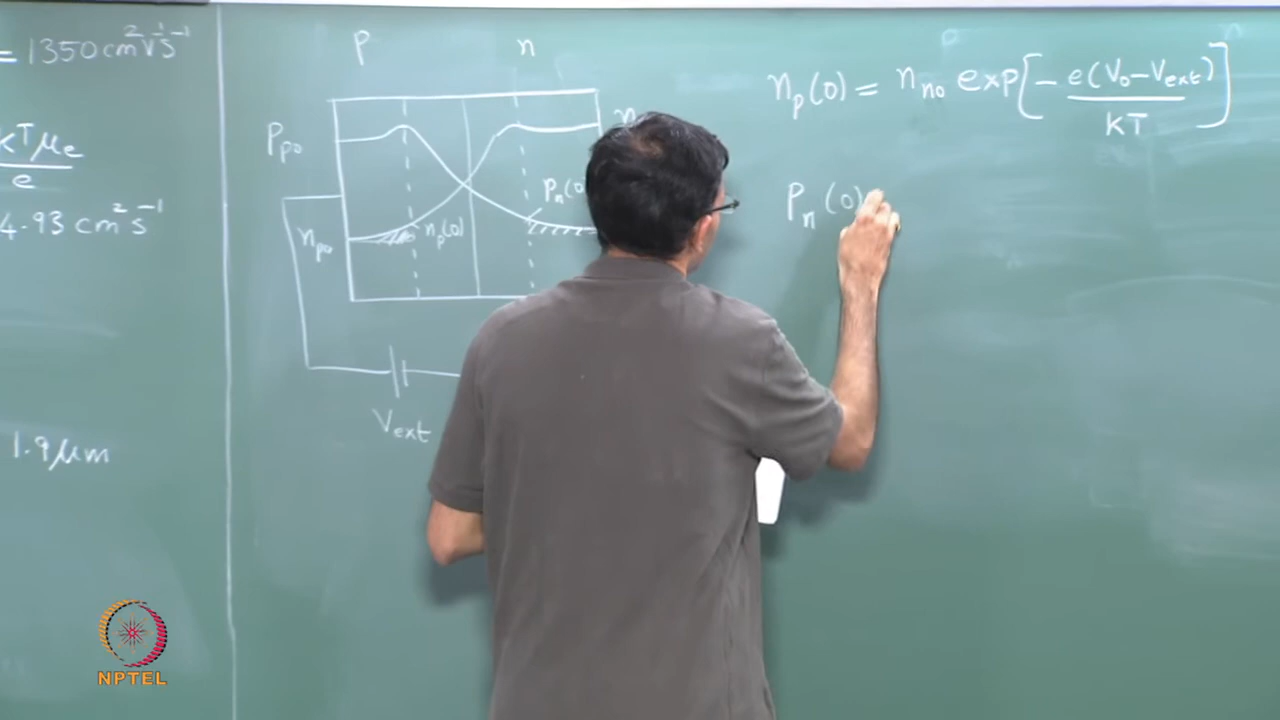 = 1350 cm² V⁻¹ s⁻¹
kTμe
e
4.93 cm² s⁻¹
1.9 μm
p n
Ppo
npo
np(0)
Pn(0
Vext
np(0) = nno exp[- e(Vo - Vext) / KT]
Pn(0)
NPTEL